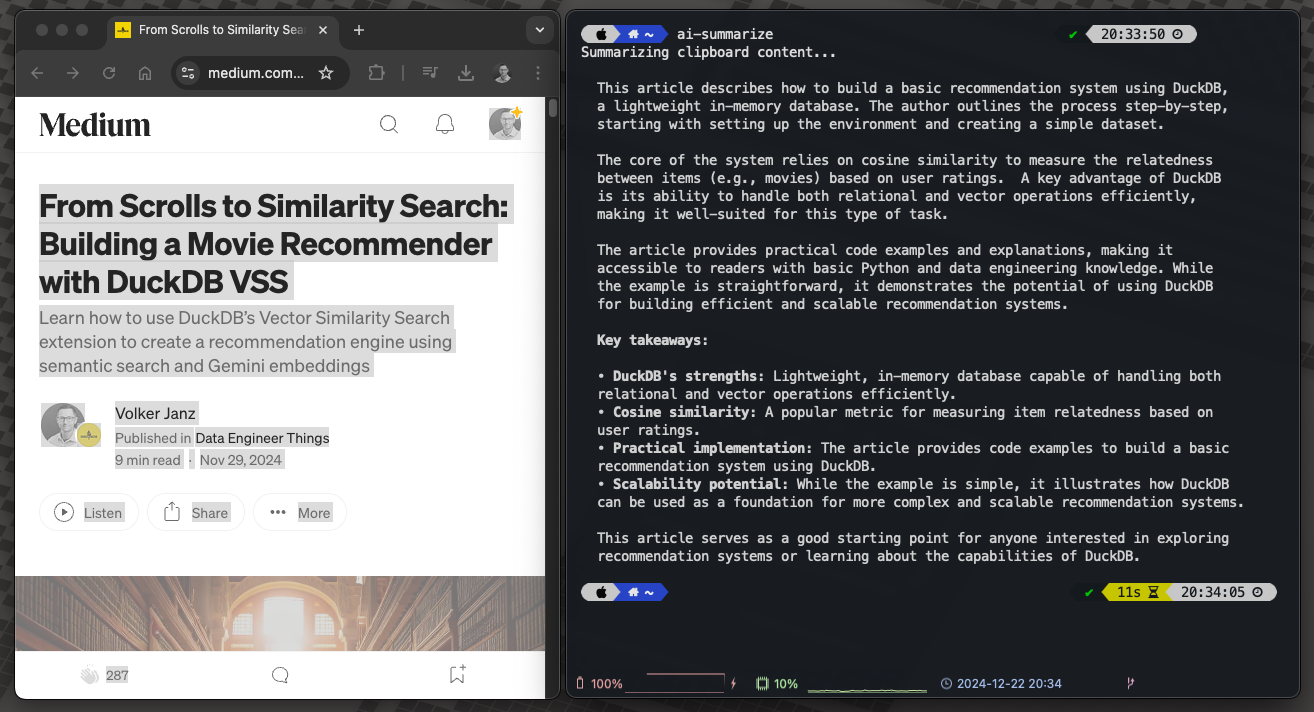 From Scrolls to Similarity Sea
medium.com...
Medium
From Scrolls to Similarity Search:
Building a Movie Recommender
with DuckDB VSS
Learn how to use DuckDB’s Vector Similarity Search
extension to create a recommendation engine using
semantic search and Gemini embeddings
Volker Janz
Published in Data Engineer Things
9 min read · Nov 29, 2024
Listen Share More
287
~ ai-summarize ✔ 20:33:50
Summarizing clipboard content...
This article describes how to build a basic recommendation system using DuckDB,
a lightweight in-memory database. The author outlines the process step-by-step,
starting with setting up the environment and creating a simple dataset.
The core of the system relies on cosine similarity to measure the relatedness
between items (e.g., movies) based on user ratings.  A key advantage of DuckDB
is its ability to handle both relational and vector operations efficiently,
making it well-suited for this type of task.
The article provides practical code examples and explanations, making it
accessible to readers with basic Python and data engineering knowledge. While
the example is straightforward, it demonstrates the potential of using DuckDB
for building efficient and scalable recommendation systems.
Key takeaways:
• DuckDB's strengths: Lightweight, in-memory database capable of handling both
relational and vector operations efficiently.
• Cosine similarity: A popular metric for measuring item relatedness based on
user ratings.
• Practical implementation: The article provides code examples to build a basic
recommendation system using DuckDB.
• Scalability potential: While the example is simple, it illustrates how DuckDB
can be used as a foundation for more complex and scalable recommendation systems.
This article serves as a good starting point for anyone interested in exploring
recommendation systems or learning about the capabilities of DuckDB.
~ ✔ 11s 20:34:05
100% 10% 2024-12-22 20:34